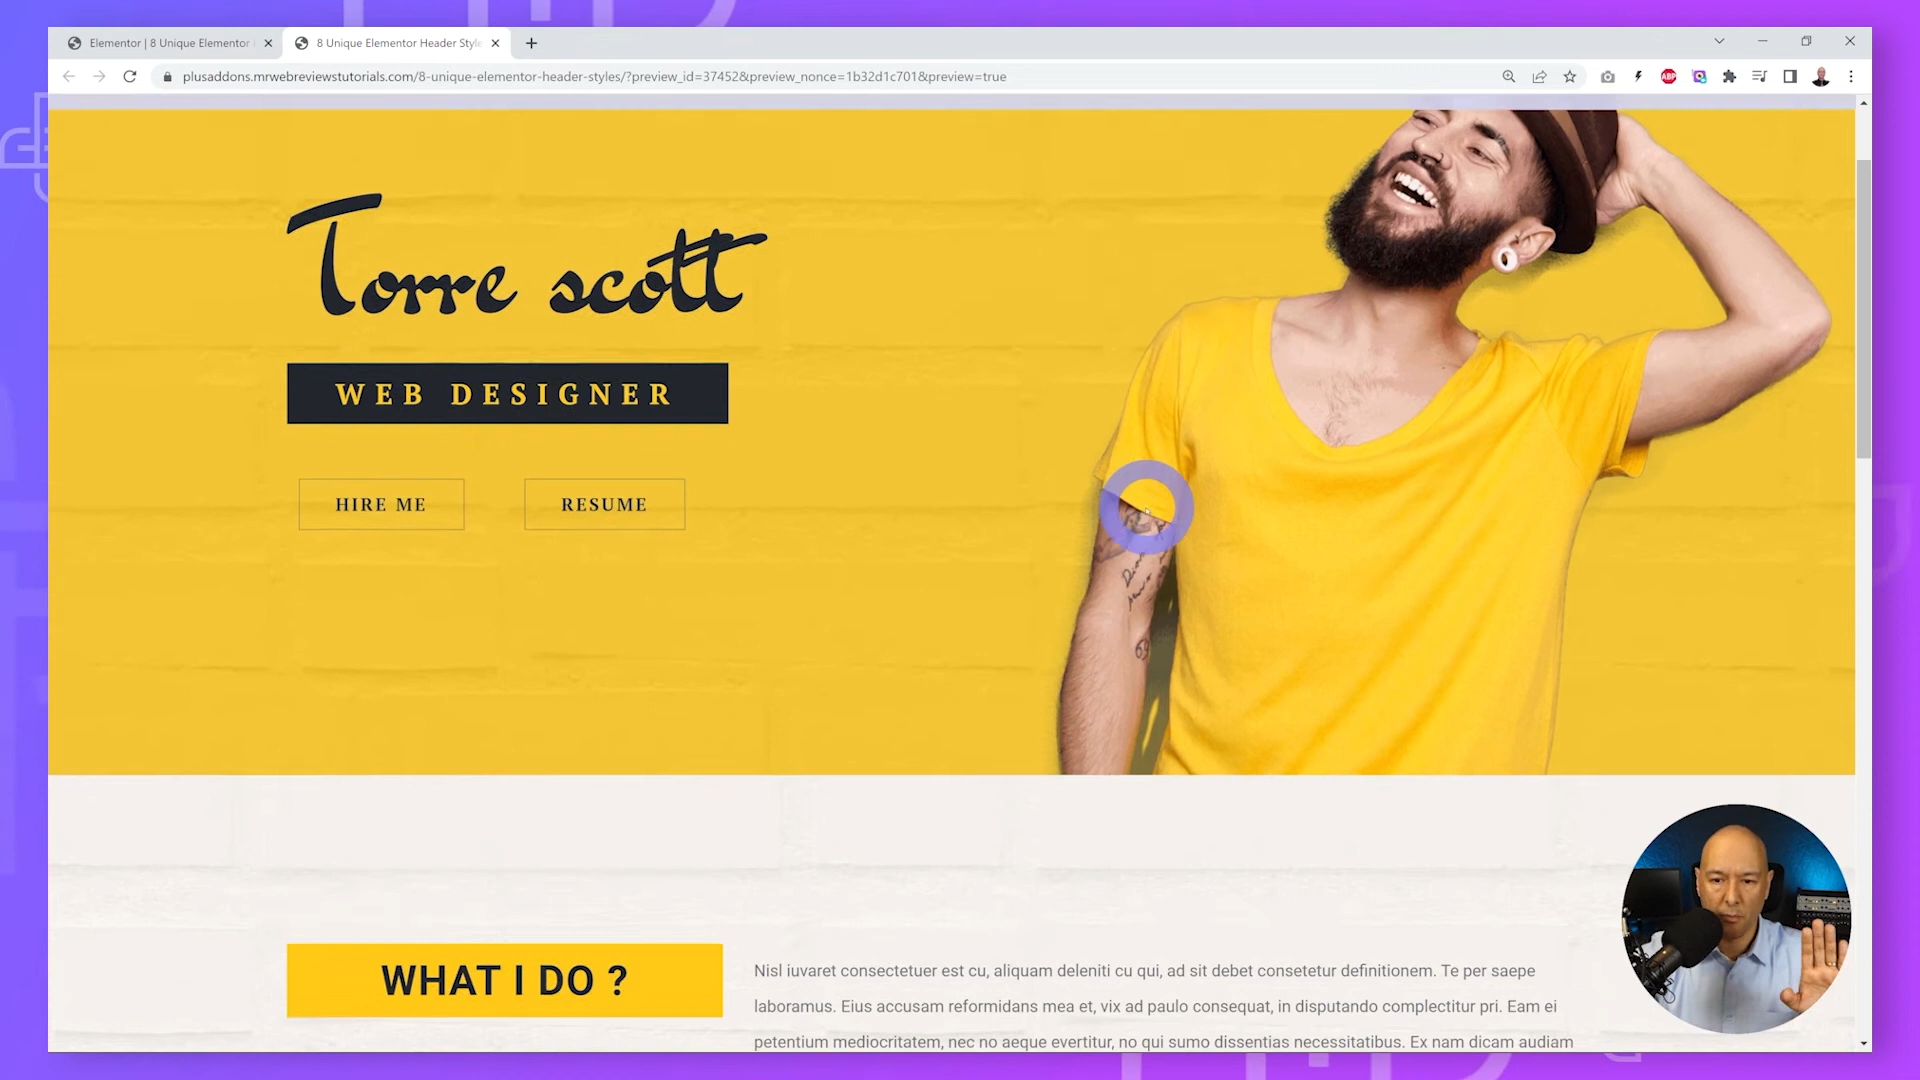 Elementor | 8 Unique Elementor
8 Unique Elementor Header Style
plusaddons.mrwebreviewstutorials.com/8-unique-elementor-header-styles/?preview_id=37452&preview_nonce=1b32d1c701&preview=true
ABP
Torre scott
WEB DESIGNER
HIRE ME
RESUME
WHAT I DO ?
Nisl iuvaret consectetuer est cu, aliquam deleniti cu qui, ad sit debet consetetur definitionem. Te per saepe
laboramus. Eius accusam reformidans mea et, vix ad paulo consequat, in disputando complectitur pri. Eam ei
petentium mediocritatem, nec no aeque evertitur, no qui sumo dissentias necessitatibus. Ex nam dicam audiam